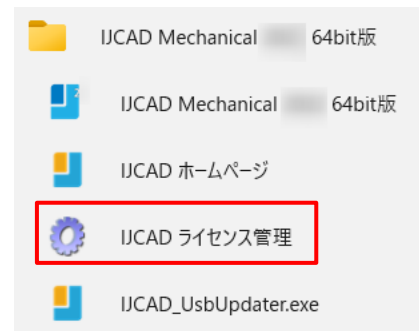 IJCAD Mechanical 64bit版
IJCAD Mechanical 64bit版
IJCAD ホームページ
IJCAD ライセンス管理
IJCAD_UsbUpdater.exe